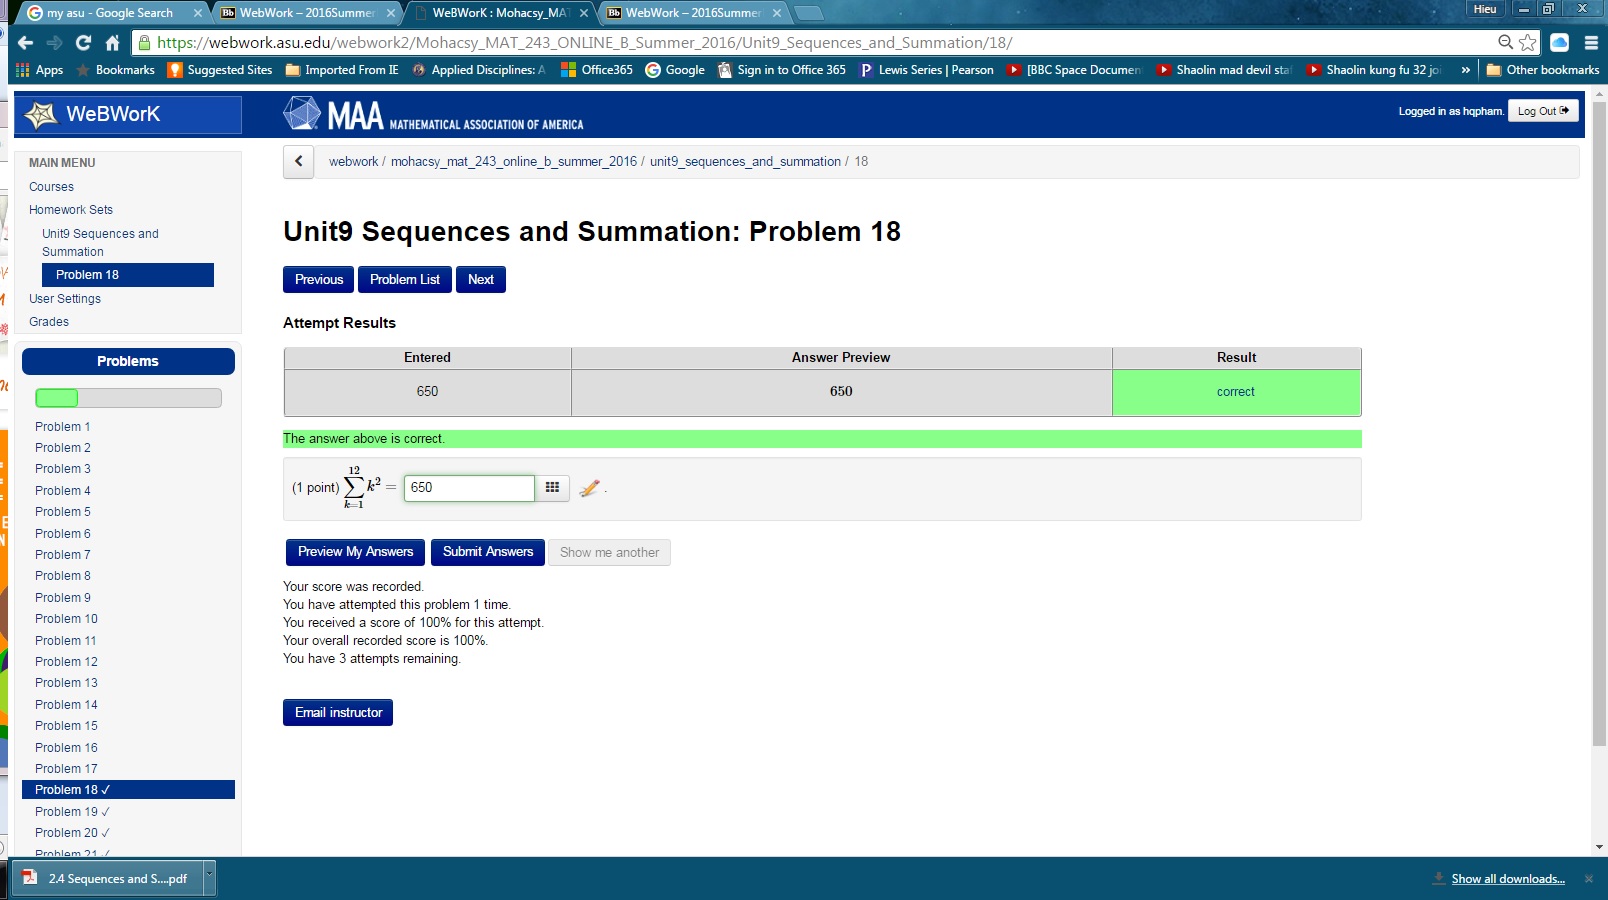 my asu - Google Search
WebWork – 2016Summer
WeBWorK : Mohacsy_MAT
WebWork – 2016Summer
Hieu
https://webwork.asu.edu/webwork2/Mohacsy_MAT_243_ONLINE_B_Summer_2016/Unit9_Sequences_and_Summation/18/
Apps Bookmarks Suggested Sites Imported From IE Applied Disciplines: A Office365 Google Sign in to Office 365 Lewis Series | Pearson [BBC Space Documen Shaolin mad devil staf Shaolin kung fu 32 joi » Other bookmarks
WeBWorK
MAA MATHEMATICAL ASSOCIATION OF AMERICA
Logged in as hqpham. Log Out
MAIN MENU
Courses
Homework Sets
Unit9 Sequences and
Summation
Problem 18
User Settings
Grades
Problems
Problem 1
Problem 2
Problem 3
Problem 4
Problem 5
Problem 6
Problem 7
Problem 8
Problem 9
Problem 10
Problem 11
Problem 12
Problem 13
Problem 14
Problem 15
Problem 16
Problem 17
Problem 18 ✓
Problem 19 ✓
Problem 20 ✓
Problem 21 ✓
webwork / mohacsy_mat_243_online_b_summer_2016 / unit9_sequences_and_summation / 18
Unit9 Sequences and Summation: Problem 18
Previous Problem List Next
Attempt Results
Entered Answer Preview Result
650 650 correct
The answer above is correct.
(1 point) ∑_{k=1}^{12} k² = 650 .
Preview My Answers Submit Answers Show me another
Your score was recorded.
You have attempted this problem 1 time.
You received a score of 100% for this attempt.
Your overall recorded score is 100%.
You have 3 attempts remaining.
Email instructor
2.4 Sequences and S....pdf
Show all downloads...